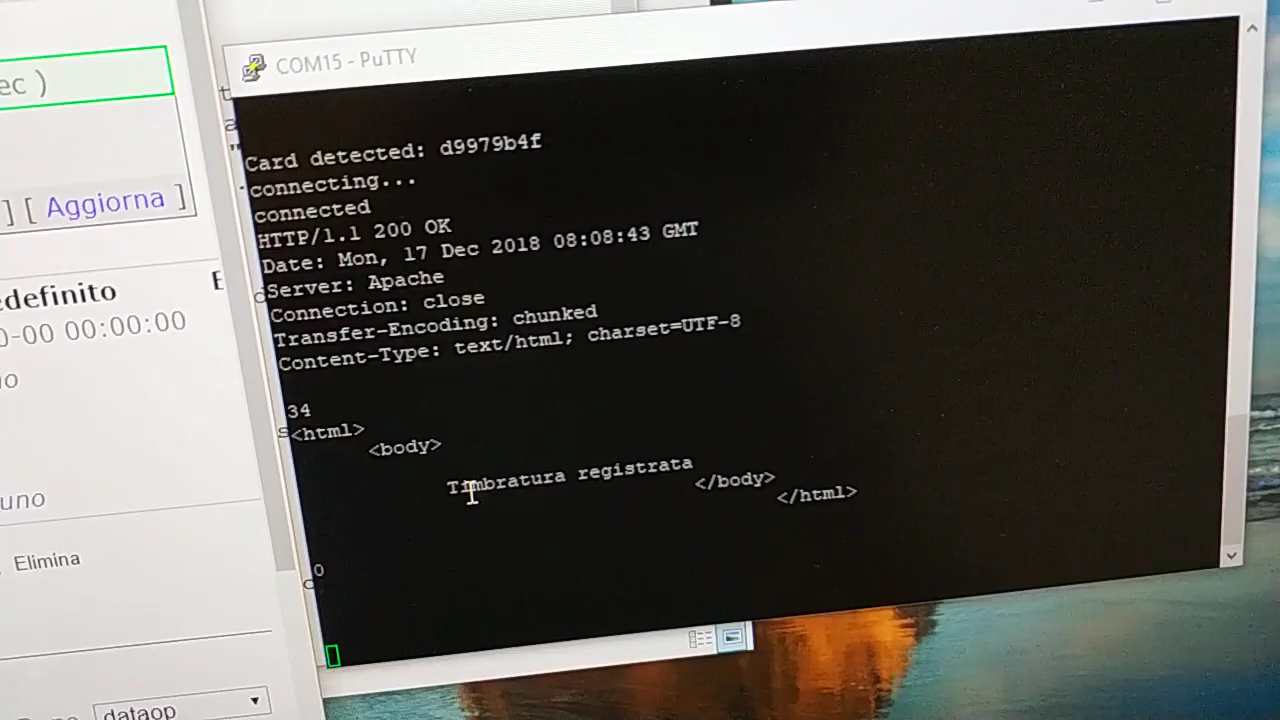 ec )
] [ Aggiorna ]
edefinito
0-00 00:00:00
no
uno
Elimina
dataop
COM15 - PuTTY
Card detected: d9979b4f
connecting...
connected
HTTP/1.1 200 OK
Date: Mon, 17 Dec 2018 08:08:43 GMT
Server: Apache
Connection: close
Transfer-Encoding: chunked
Content-Type: text/html; charset=UTF-8
34
<html>
<body>
Timbratura registrata
</body>
</html>
0